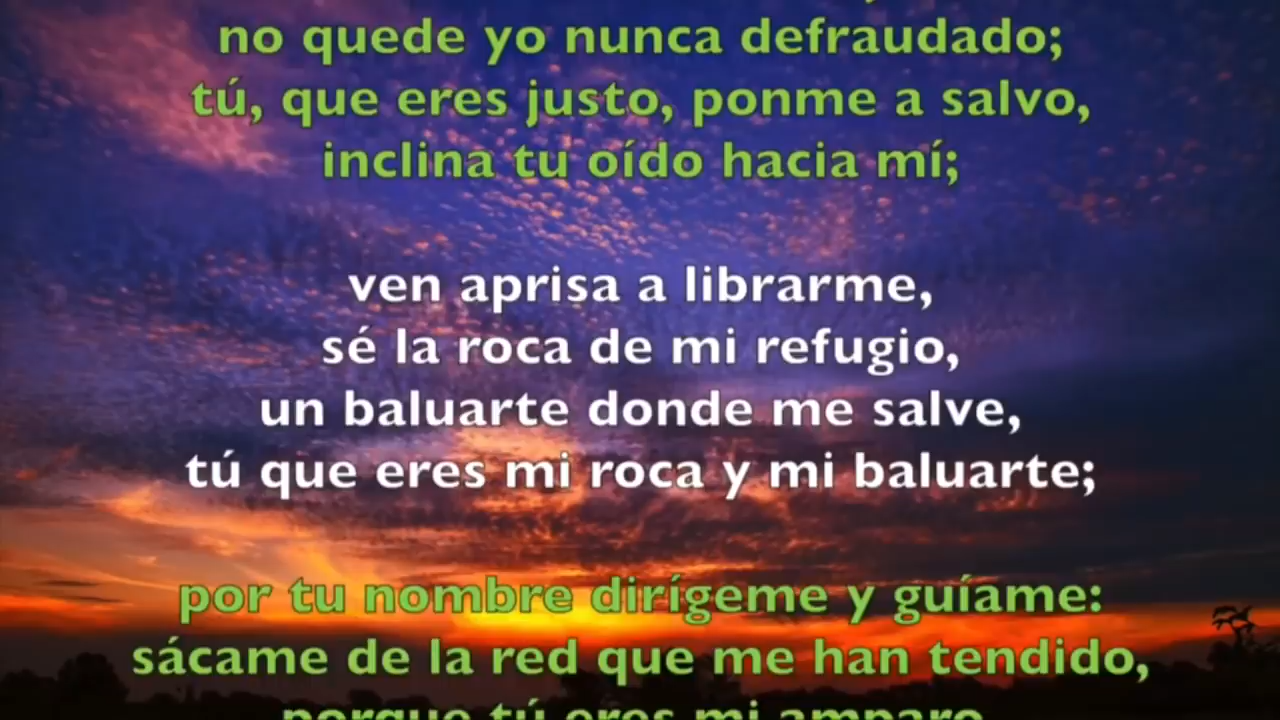 no quede yo nunca defraudado;
tú, que eres justo, ponme a salvo,
inclina tu oído hacia mí;
ven aprisa a librarme,
sé la roca de mi refugio,
un baluarte donde me salve,
tú que eres mi roca y mi baluarte;
por tu nombre dirígeme y guíame:
sácame de la red que me han tendido,
porque tú eres mi amparo